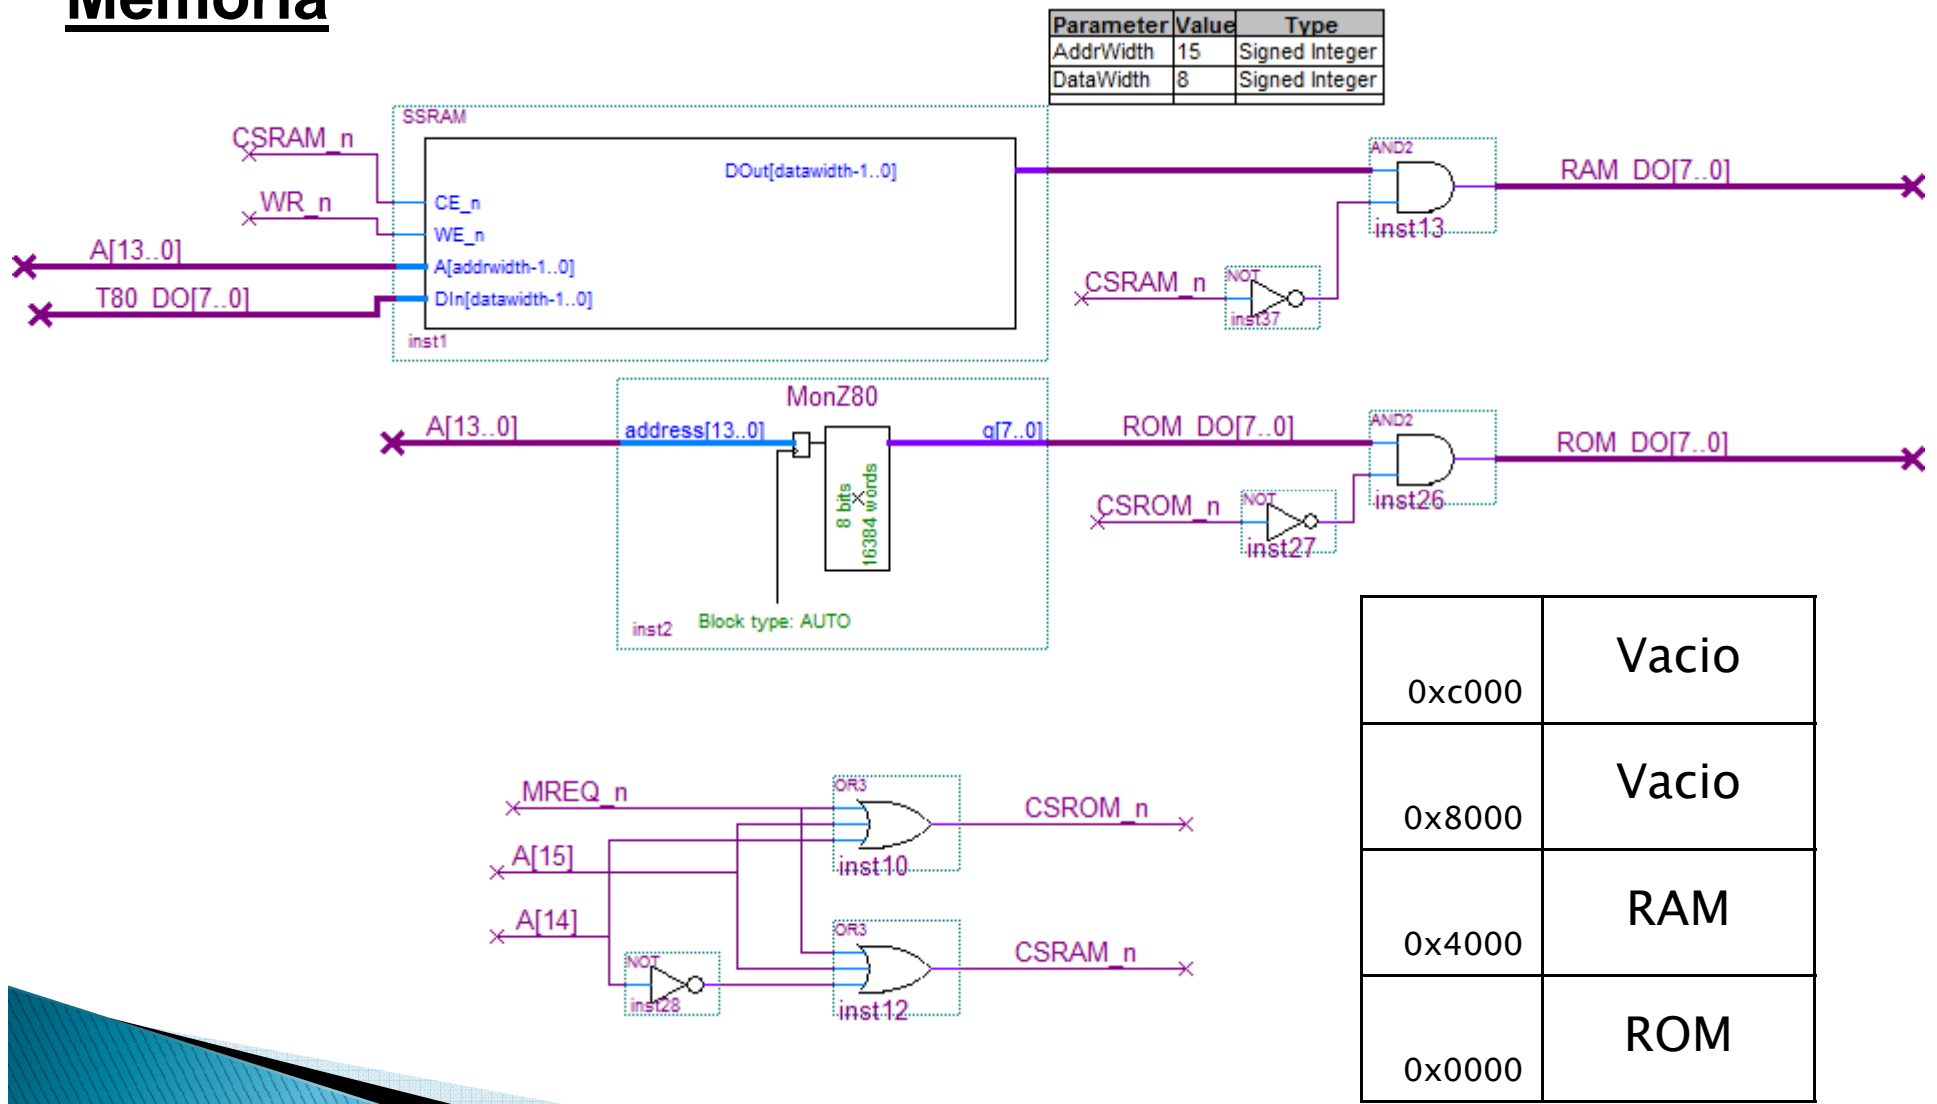 Memoria
Parameter Value Type
AddrWidth 15 Signed Integer
DataWidth 8 Signed Integer
SSRAM
CSRAM_n
WR_n
A[13..0]
T80_DO[7..0]
CE_n
WE_n
A[addrwidth-1..0]
DIn[datawidth-1..0]
DOut[datawidth-1..0]
inst1
AND2
RAM_DO[7..0]
inst13
CSRAM_n
NOT
inst37
MonZ80
A[13..0]
address[13..0]
q[7..0]
8 bits
16384 words
Block type: AUTO
inst2
ROM_DO[7..0]
AND2
ROM_DO[7..0]
inst26
CSROM_n
NOT
inst27
MREQ_n
A[15]
A[14]
NOT
inst28
OR3
CSROM_n
inst10
OR3
CSRAM_n
inst12
0xc000 Vacio
0x8000 Vacio
0x4000 RAM
0x0000 ROM